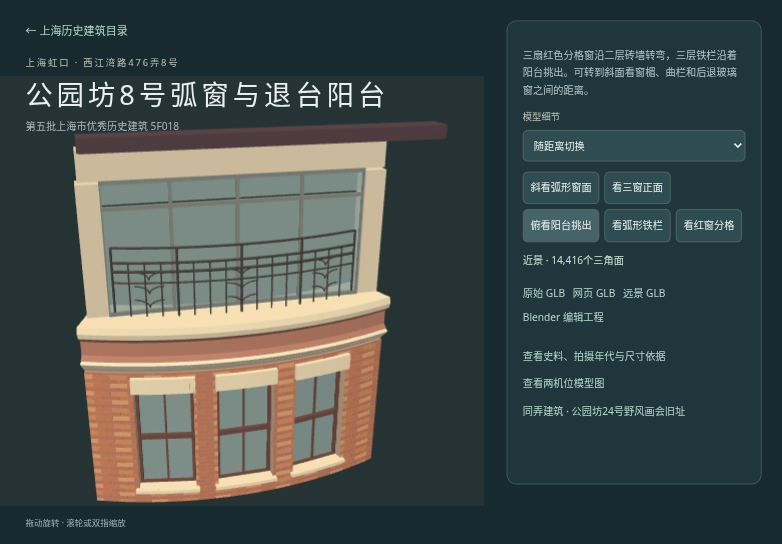 ← 上海历史建筑目录
上海虹口 · 西江湾路476弄8号
公园坊8号弧窗与退台阳台
第五批上海市优秀历史建筑 5F018
三扇红色分格窗沿二层砖墙转弯，三层铁栏沿着
阳台挑出。可转到斜面看窗楣、曲栏和后退玻璃
窗之间的距离。
模型细节
随距离切换
斜看弧形窗面 看三窗正面
俯看阳台挑出 看弧形铁栏 看红窗分格
近景 · 14,416个三角面
原始 GLB 网页 GLB 远景 GLB
Blender 编辑工程
查看史料、拍摄年代与尺寸依据
查看两机位模型图
同弄建筑 · 公园坊24号野风画会旧址
拖动旋转 · 滚轮或双指缩放